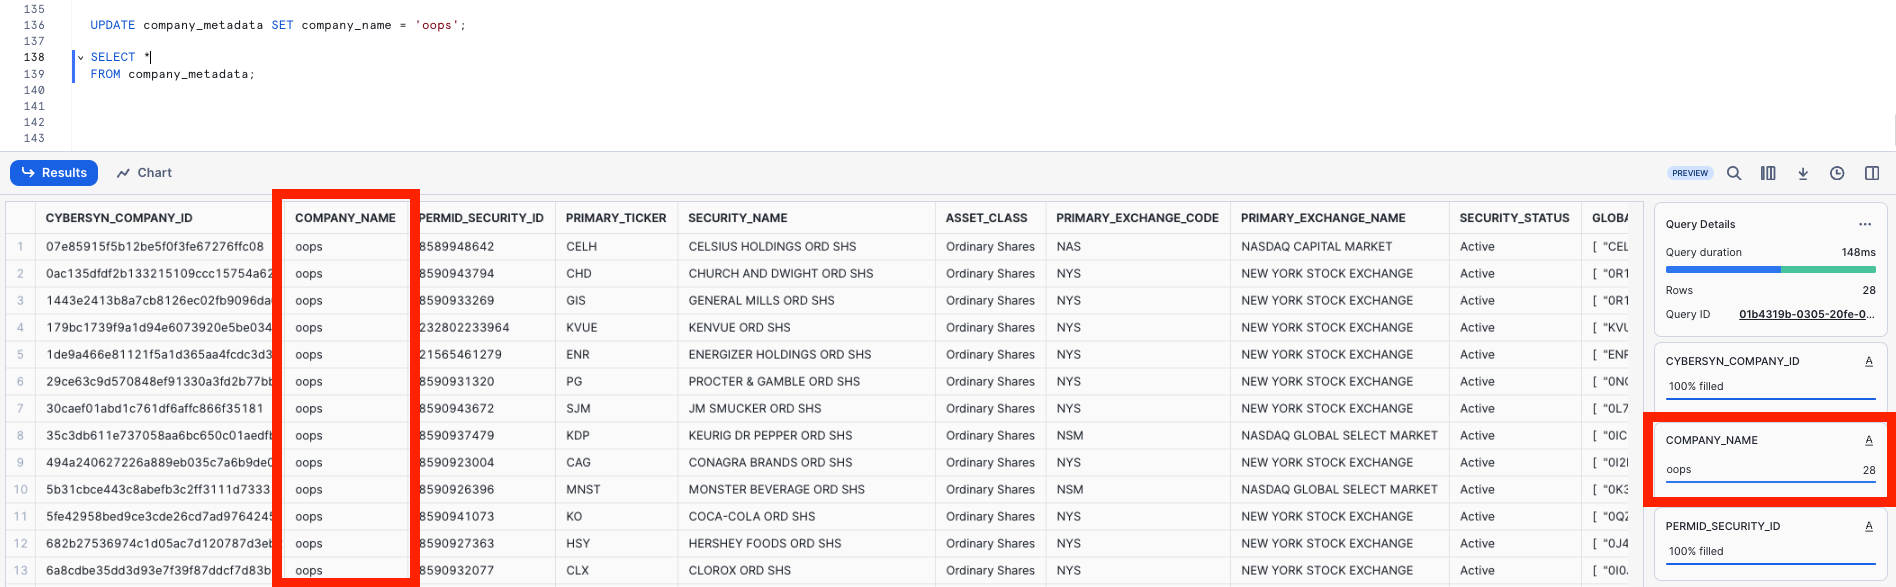 135
136 UPDATE company_metadata SET company_name = 'oops';
137
138 SELECT *
139 FROM company_metadata;
140
141
142
143
Results Chart PREVIEW
CYBERSYN_COMPANY_ID COMPANY_NAME PERMID_SECURITY_ID PRIMARY_TICKER SECURITY_NAME ASSET_CLASS PRIMARY_EXCHANGE_CODE PRIMARY_EXCHANGE_NAME SECURITY_STATUS GLOBA
1 07e85915f5b12be5f0f3fe67276ffc08 oops 8589948642 CELH CELSIUS HOLDINGS ORD SHS Ordinary Shares NAS NASDAQ CAPITAL MARKET Active [ "CEL
2 0ac135dfdf2b133215109ccc15754a62 oops 8590943794 CHD CHURCH AND DWIGHT ORD SHS Ordinary Shares NYS NEW YORK STOCK EXCHANGE Active [ "0R1
3 1443e2413b8a7cb8126ec02fb9096da oops 8590933269 GIS GENERAL MILLS ORD SHS Ordinary Shares NYS NEW YORK STOCK EXCHANGE Active [ "0R1
4 179bc1739f9a1d94e6073920e5be034 oops 232802233964 KVUE KENVUE ORD SHS Ordinary Shares NYS NEW YORK STOCK EXCHANGE Active [ "KVU
5 1de9a466e81121f5a1d365aa4fcdc3d3 oops 21565461279 ENR ENERGIZER HOLDINGS ORD SHS Ordinary Shares NYS NEW YORK STOCK EXCHANGE Active [ "ENR
6 29ce63c9d570848ef91330a3fd2b77bb oops 8590931320 PG PROCTER & GAMBLE ORD SHS Ordinary Shares NYS NEW YORK STOCK EXCHANGE Active [ "0NO
7 30caef01abd1c761df6affc866f35181 oops 8590943672 SJM JM SMUCKER ORD SHS Ordinary Shares NYS NEW YORK STOCK EXCHANGE Active [ "0L7
8 35c3db611e737058aa6bc650c01aedfb oops 8590937479 KDP KEURIG DR PEPPER ORD SHS Ordinary Shares NSM NASDAQ GLOBAL SELECT MARKET Active [ "0IC
9 494a240627226a889eb035c7a6b9de0 oops 8590923004 CAG CONAGRA BRANDS ORD SHS Ordinary Shares NYS NEW YORK STOCK EXCHANGE Active [ "0I2
10 5b31cbce443c8abefb3c2ff3111d7333 oops 8590926396 MNST MONSTER BEVERAGE ORD SHS Ordinary Shares NSM NASDAQ GLOBAL SELECT MARKET Active [ "0K3
11 5fe42958bed9ce3cde26cd7ad9764245 oops 8590941073 KO COCA-COLA ORD SHS Ordinary Shares NYS NEW YORK STOCK EXCHANGE Active [ "0QZ
12 682b27536974c1d05ac7d120787d3eb oops 8590927363 HSY HERSHEY FOODS ORD SHS Ordinary Shares NYS NEW YORK STOCK EXCHANGE Active [ "0J4
13 6a8cdbe35dd3d93e7f39f87ddcf7d83b oops 8590932077 CLX CLOROX ORD SHS Ordinary Shares NYS NEW YORK STOCK EXCHANGE Active [ "0I0
Query Details ...
Query duration 148ms
Rows 28
Query ID 01b4319b-0305-20fe-0...
CYBERSYN_COMPANY_ID A
100% filled
COMPANY_NAME A
oops 28
PERMID_SECURITY_ID A
100% filled